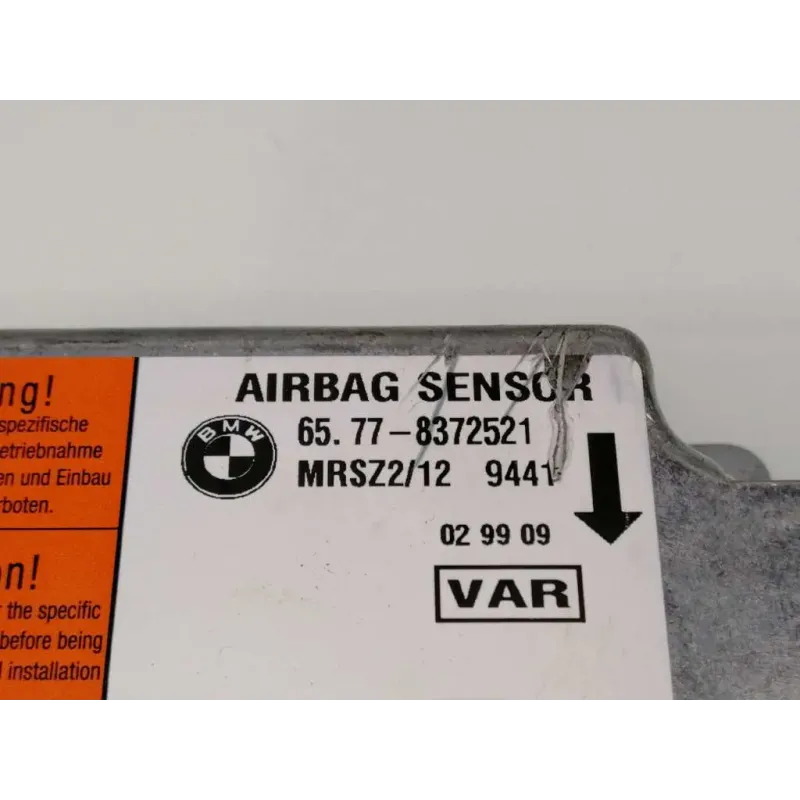 ng!
spezifische
etriebnahme
en und Einbau
rboten.
on!
r the specific
before being
l installation
AIRBAG SENSOR
BMW
65.77-8372521
MRSZ2/12 9441
02 99 09
VAR